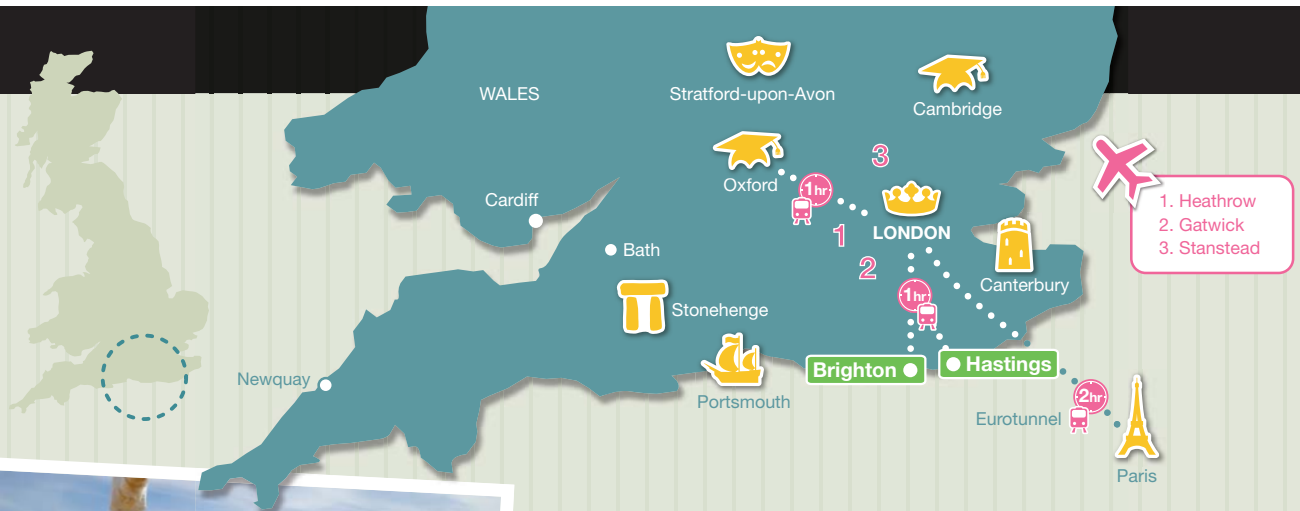 WALES
Stratford-upon-Avon
Cambridge
Oxford
1hr
3
Cardiff
1
LONDON
2
Bath
Canterbury
1. Heathrow
2. Gatwick
3. Stanstead
Stonehenge
1hr
Newquay
Portsmouth
Brighton
Hastings
Eurotunnel
2hr
Paris